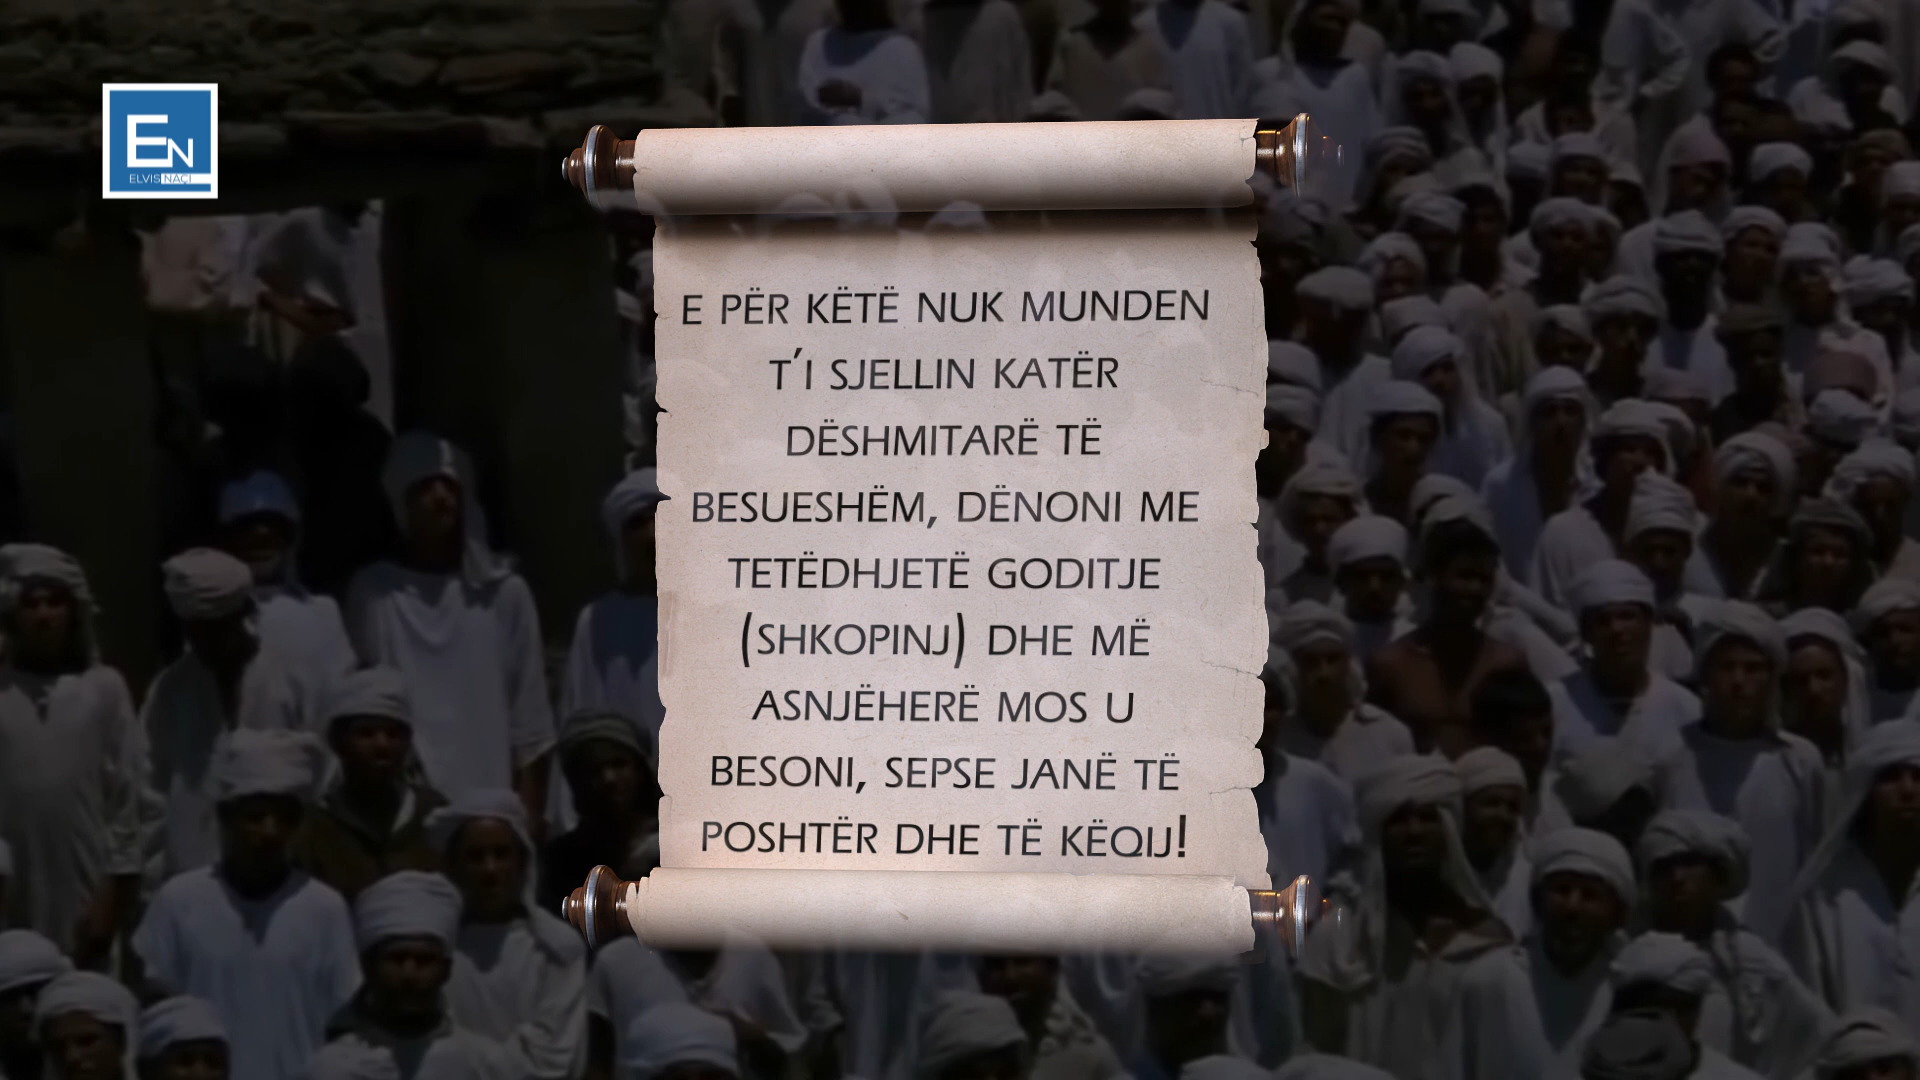 EN
ELVIS NAÇI
E PËR KËTË NUK MUNDEN
T'I SJELLIN KATËR
DËSHMITARË TË
BESUESHËM, DËNONI ME
TETËDHJETË GODITJE
(SHKOPINJ) DHE MË
ASNJËHERË MOS U
BESONI, SEPSE JANË TË
POSHTËR DHE TË KËQIJ!